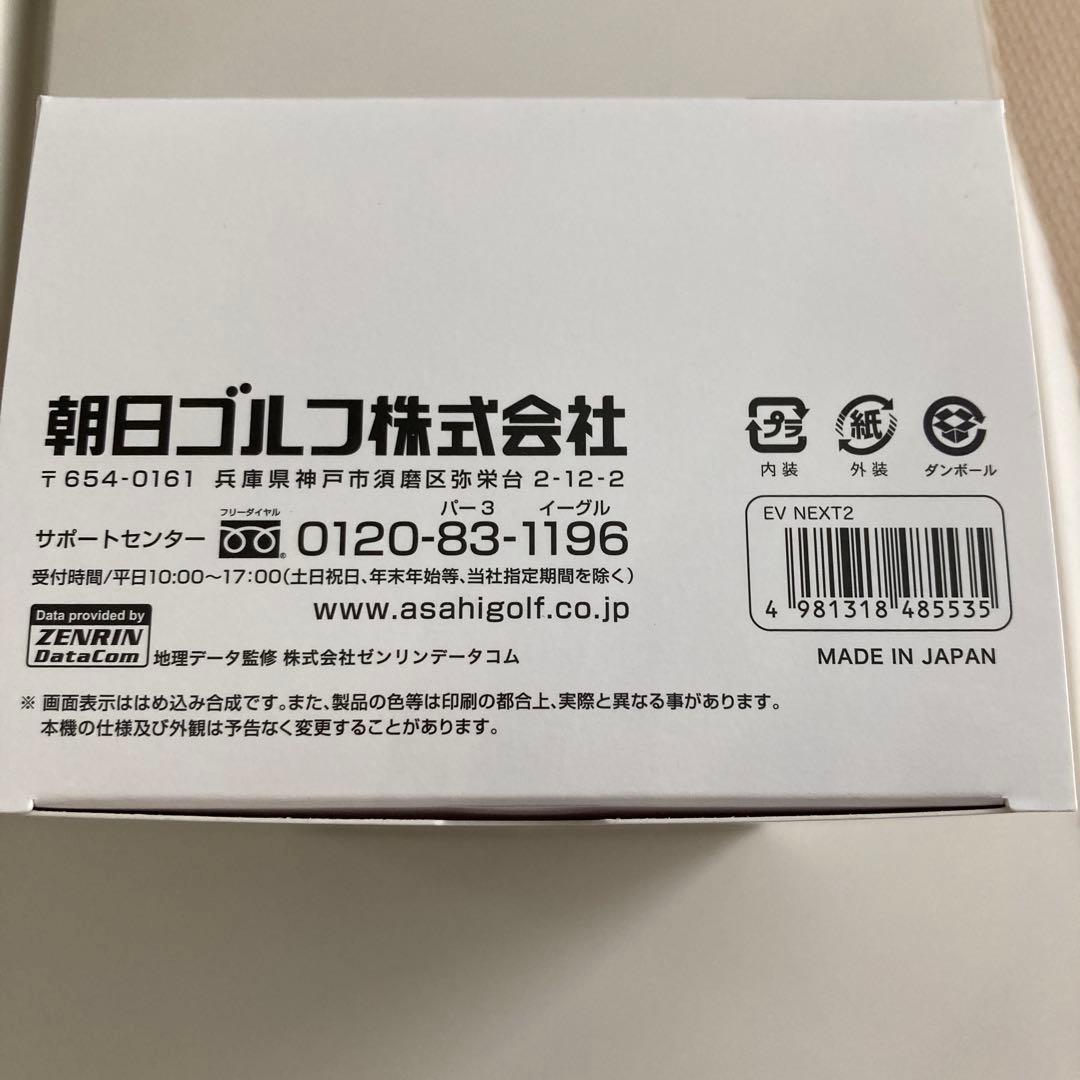 朝日ゴルフ株式会社
〒654-0161 兵庫県神戸市須磨区弥栄台 2-12-2
パー3 イーグル
サポートセンター フリーダイヤル 0120-83-1196
受付時間/平日10:00〜17:00(土日祝日、年末年始等、当社指定期間を除く)
www.asahigolf.co.jp
Data provided by
ZENRIN
DataCom 地理データ監修 株式会社ゼンリンデータコム
※ 画面表示ははめ込み合成です。また、製品の色等は印刷の都合上、実際と異なる事があります。
本機の仕様及び外観は予告なく変更することがあります。
プラ 紙
内装 外装 ダンボール
EV NEXT2
4 981318 485535
MADE IN JAPAN